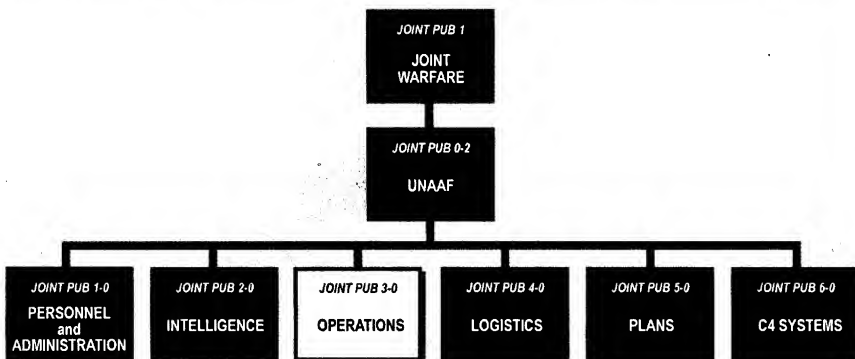 JOINT PUB 1
JOINT
WARFARE
JOINT PUB 0-2
UNAAF
JOINT PUB 1-0
PERSONNEL
and
ADMINISTRATION
JOINT PUB 2-0
INTELLIGENCE
JOINT PUB 3-0
OPERATIONS
JOINT PUB 4-0
LOGISTICS
JOINT PUB 5-0
PLANS
JOINT PUB 6-0
C4 SYSTEMS